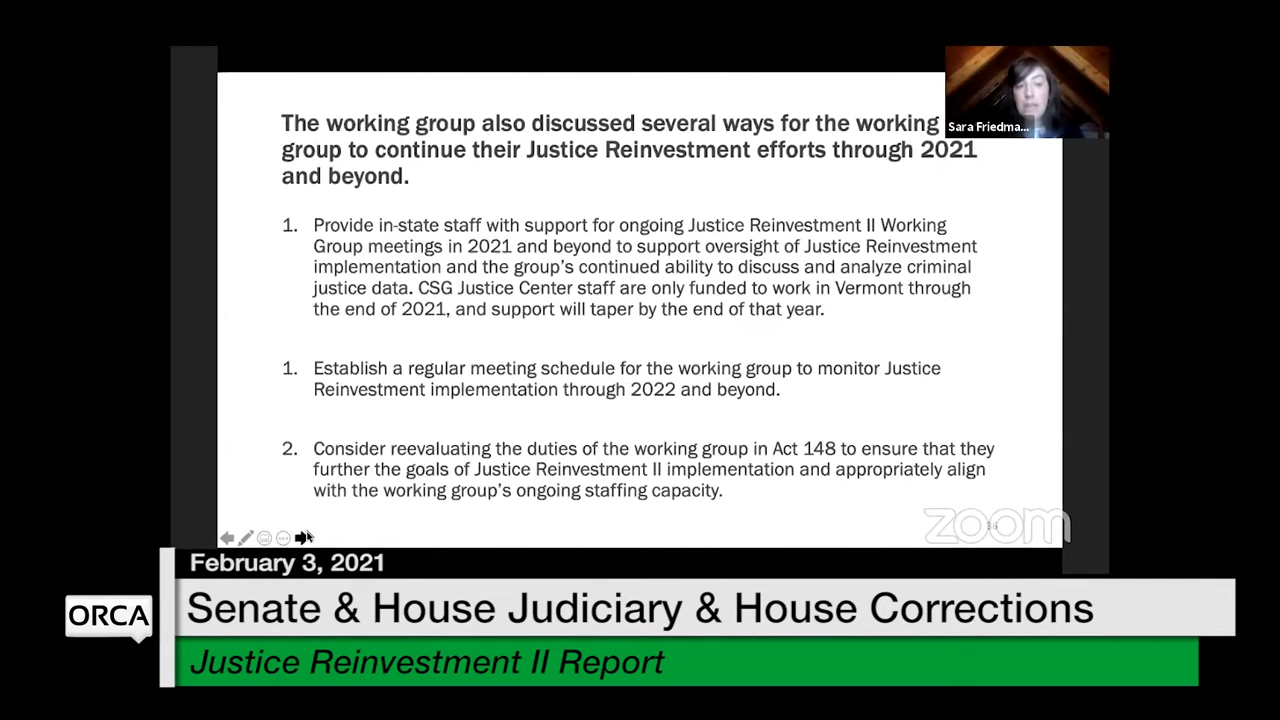 The working group also discussed several ways for the working
group to continue their Justice Reinvestment efforts through 2021
and beyond.
Sara Friedma...
1. Provide in-state staff with support for ongoing Justice Reinvestment II Working
Group meetings in 2021 and beyond to support oversight of Justice Reinvestment
implementation and the group's continued ability to discuss and analyze criminal
justice data. CSG Justice Center staff are only funded to work in Vermont through
the end of 2021, and support will taper by the end of that year.
1. Establish a regular meeting schedule for the working group to monitor Justice
Reinvestment implementation through 2022 and beyond.
2. Consider reevaluating the duties of the working group in Act 148 to ensure that they
further the goals of Justice Reinvestment II implementation and appropriately align
with the working group's ongoing staffing capacity.
zoom
February 3, 2021
ORCA
Senate & House Judiciary & House Corrections
Justice Reinvestment II Report